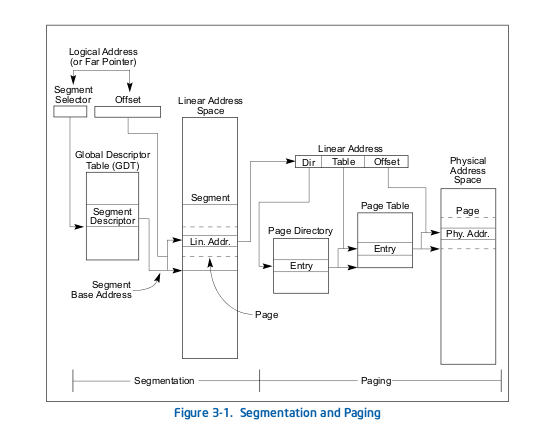 Logical Address
(or Far Pointer)
Segment
Selector
Offset
Linear Address
Space
Global Descriptor
Table (GDT)
Segment
Descriptor
Segment
Lin. Addr.
Segment
Base Address
Page
Linear Address
Dir
Table
Offset
Page Directory
Entry
Page Table
Entry
Physical
Address
Space
Page
Phy. Addr.
Segmentation
Paging
Figure 3-1. Segmentation and Paging